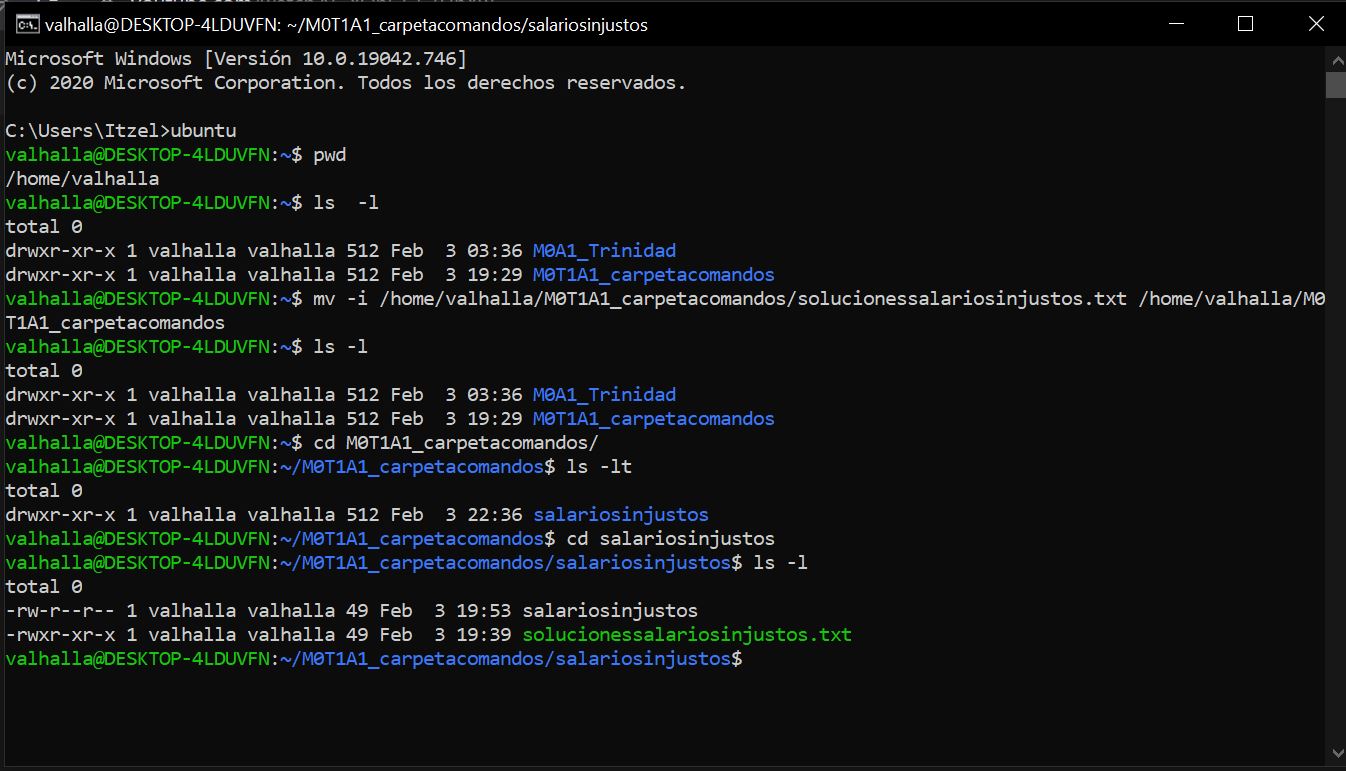 valhalla@DESKTOP-4LDUVFN: ~/M0T1A1_carpetacomandos/salariosinjustos
Microsoft Windows [Versión 10.0.19042.746]
(c) 2020 Microsoft Corporation. Todos los derechos reservados.
C:\Users\Itzel>ubuntu
valhalla@DESKTOP-4LDUVFN:~$ pwd
/home/valhalla
valhalla@DESKTOP-4LDUVFN:~$ ls  -l
total 0
drwxr-xr-x 1 valhalla valhalla 512 Feb  3 03:36 M0A1_Trinidad
drwxr-xr-x 1 valhalla valhalla 512 Feb  3 19:29 M0T1A1_carpetacomandos
valhalla@DESKTOP-4LDUVFN:~$ mv -i /home/valhalla/M0T1A1_carpetacomandos/solucionessalariosinjustos.txt /home/valhalla/M0
T1A1_carpetacomandos
valhalla@DESKTOP-4LDUVFN:~$ ls -l
total 0
drwxr-xr-x 1 valhalla valhalla 512 Feb  3 03:36 M0A1_Trinidad
drwxr-xr-x 1 valhalla valhalla 512 Feb  3 19:29 M0T1A1_carpetacomandos
valhalla@DESKTOP-4LDUVFN:~$ cd M0T1A1_carpetacomandos/
valhalla@DESKTOP-4LDUVFN:~/M0T1A1_carpetacomandos$ ls -lt
total 0
drwxr-xr-x 1 valhalla valhalla 512 Feb  3 22:36 salariosinjustos
valhalla@DESKTOP-4LDUVFN:~/M0T1A1_carpetacomandos$ cd salariosinjustos
valhalla@DESKTOP-4LDUVFN:~/M0T1A1_carpetacomandos/salariosinjustos$ ls -l
total 0
-rw-r--r-- 1 valhalla valhalla 49 Feb  3 19:53 salariosinjustos
-rwxr-xr-x 1 valhalla valhalla 49 Feb  3 19:39 solucionessalariosinjustos.txt
valhalla@DESKTOP-4LDUVFN:~/M0T1A1_carpetacomandos/salariosinjustos$